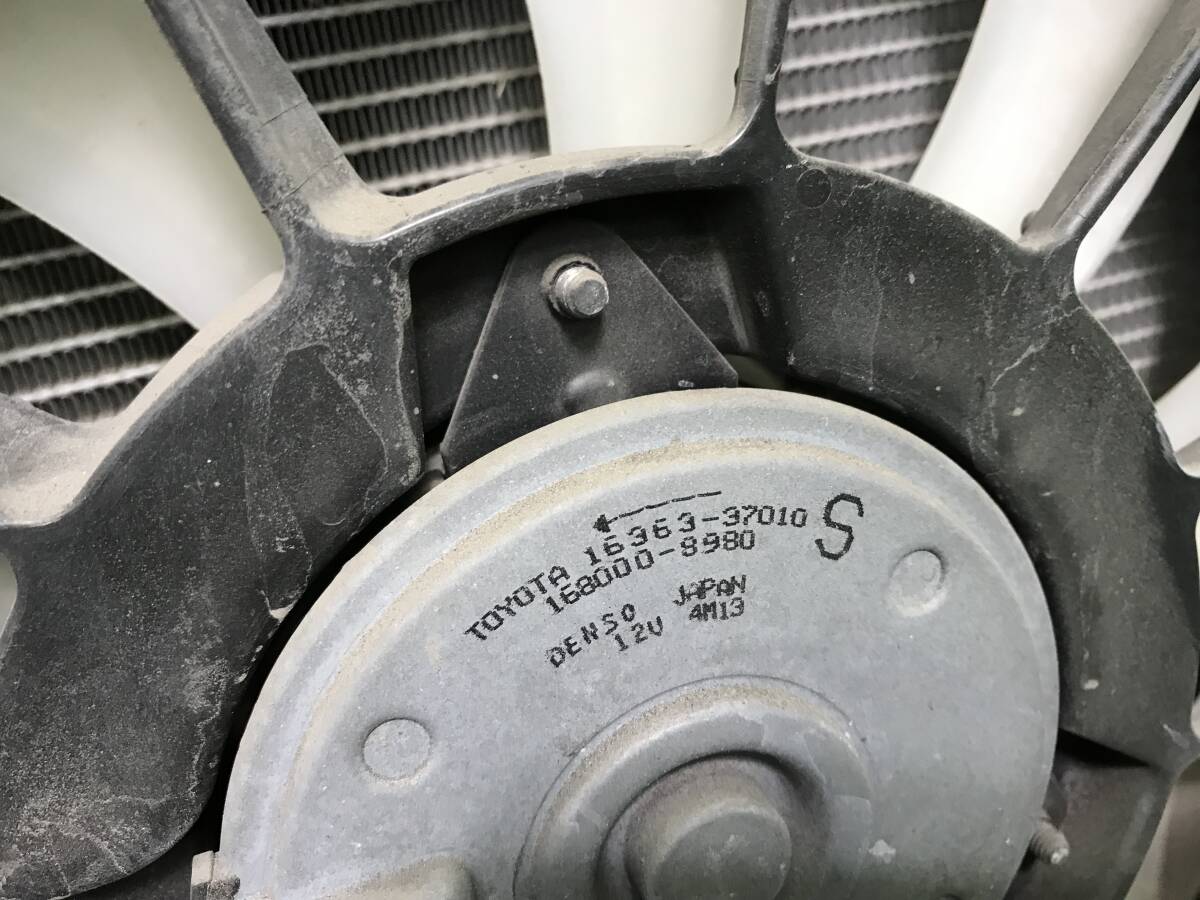 TOYOTA 16363-37010 S
168000-8980
DENSO JAPAN
12V 4M13